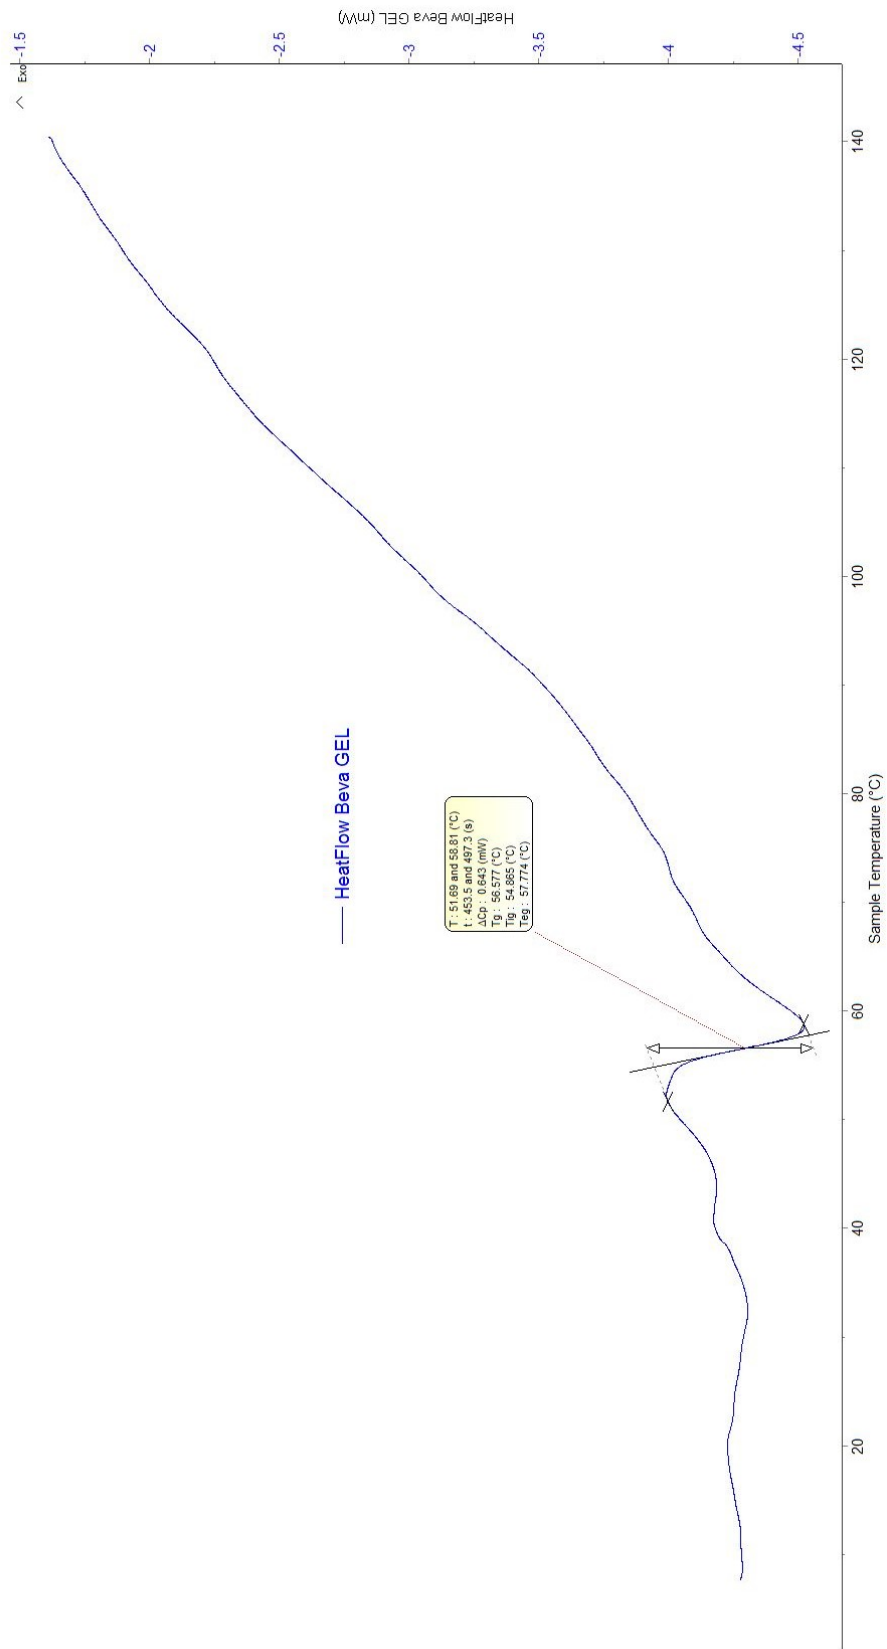 HeatFlow Beva GEL (mW)
-1.5
-2
-2.5
-3
-3.5
-4
-4.5
Exo
HeatFlow Beva GEL
T : 51.69 and 58.81 (°C)
t : 453.5 and 497.3 (s)
ΔCp : 0.643 (mW)
Tg : 56.577 (°C)
Tig : 54.865 (°C)
Teg : 57.774 (°C)
20
40
60
80
100
120
140
Sample Temperature (°C)